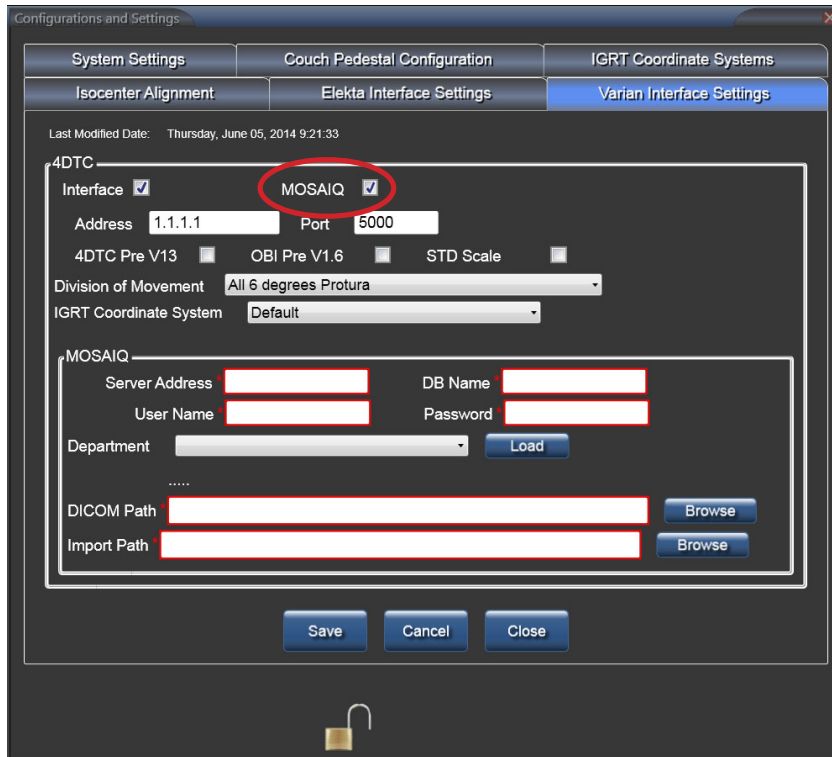 Configurations and Settings
System Settings Couch Pedestal Configuration IGRT Coordinate Systems
Isocenter Alignment Elekta Interface Settings Varian Interface Settings
Last Modified Date: Thursday, June 05, 2014 9:21:33
4DTC
Interface MOSAIQ
Address 1.1.1.1 Port 5000
4DTC Pre V13 OBI Pre V1.6 STD Scale
Division of Movement All 6 degrees Protura
IGRT Coordinate System Default
MOSAIQ
Server Address * DB Name *
User Name * Password *
Department Load
.....
DICOM Path * Browse
Import Path * Browse
Save Cancel Close